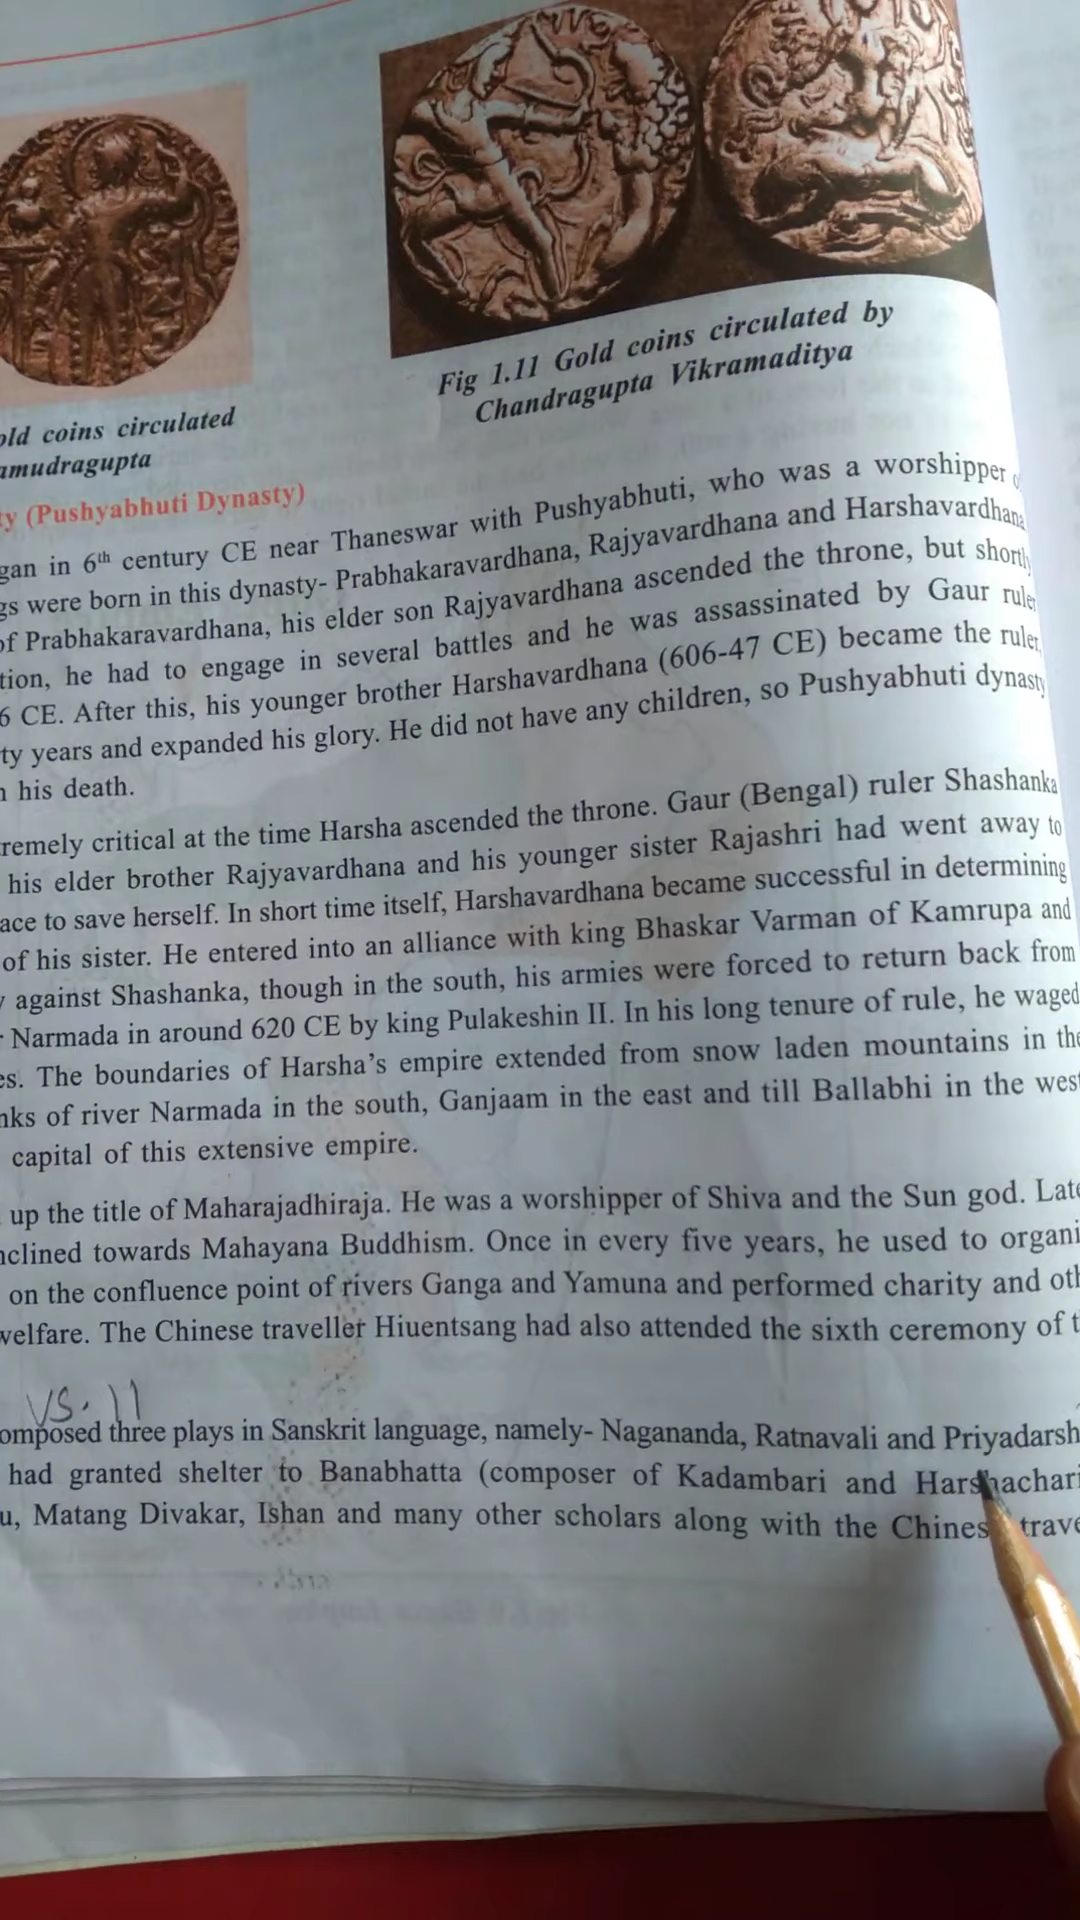 Fig 1.11 Gold coins circulated by
Chandragupta Vikramaditya
old coins circulated
amudragupta
ty (Pushyabhuti Dynasty)
gan in 6th century CE near Thaneswar with Pushyabhuti, who was a worshipper o
gs were born in this dynasty- Prabhakaravardhana, Rajyavardhana and Harshavardhana
of Prabhakaravardhana, his elder son Rajyavardhana ascended the throne, but shortly
tion, he had to engage in several battles and he was assassinated by Gaur ruler
6 CE. After this, his younger brother Harshavardhana (606-47 CE) became the ruler,
ty years and expanded his glory. He did not have any children, so Pushyabhuti dynasty
n his death.
remely critical at the time Harsha ascended the throne. Gaur (Bengal) ruler Shashanka
his elder brother Rajyavardhana and his younger sister Rajashri had went away to
ace to save herself. In short time itself, Harshavardhana became successful in determining
of his sister. He entered into an alliance with king Bhaskar Varman of Kamrupa and
y against Shashanka, though in the south, his armies were forced to return back from
r Narmada in around 620 CE by king Pulakeshin II. In his long tenure of rule, he waged
es. The boundaries of Harsha's empire extended from snow laden mountains in the
nks of river Narmada in the south, Ganjaam in the east and till Ballabhi in the west
capital of this extensive empire.
up the title of Maharajadhiraja. He was a worshipper of Shiva and the Sun god. Late
nclined towards Mahayana Buddhism. Once in every five years, he used to organi
on the confluence point of rivers Ganga and Yamuna and performed charity and oth
welfare. The Chinese traveller Hiuentsang had also attended the sixth ceremony of t
VS. 11
omposed three plays in Sanskrit language, namely- Nagananda, Ratnavali and Priyadarsh
had granted shelter to Banabhatta (composer of Kadambari and Harshachari
u, Matang Divakar, Ishan and many other scholars along with the Chines trave